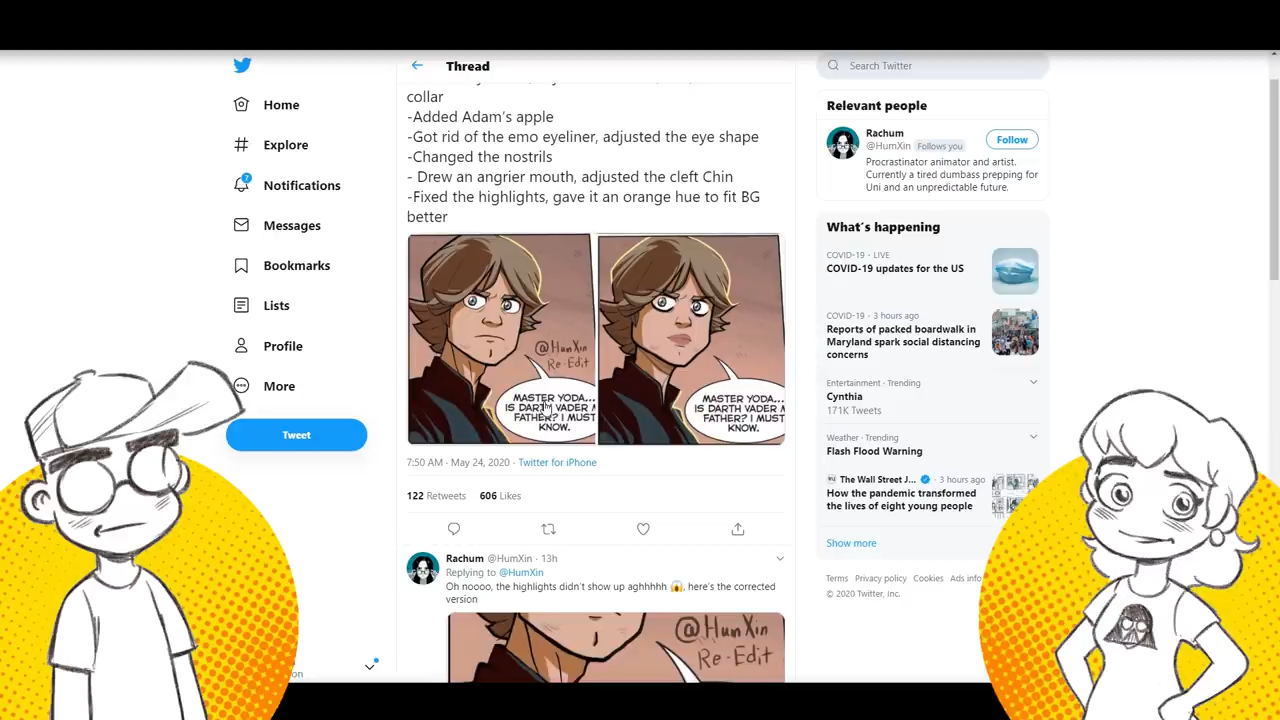 Home
Explore
7
Notifications
Messages
Bookmarks
Lists
Profile
More
Tweet
Thread
collar
-Added Adam's apple
-Got rid of the emo eyeliner, adjusted the eye shape
-Changed the nostrils
- Drew an angrier mouth, adjusted the cleft Chin
-Fixed the highlights, gave it an orange hue to fit BG
better
@HumXin
Re-Edit
MASTER YODA...
IS DARTH VADER M
FATHER? I MUST
KNOW.
MASTER YODA...
IS DARTH VADER M
FATHER? I MUST
KNOW.
7:50 AM · May 24, 2020 · Twitter for iPhone
122 Retweets 606 Likes
Rachum @HumXin · 13h
Replying to @HumXin
Oh noooo, the highlights didn't show up aghhhhh 😱, here's the corrected
version
@HumXin
Re-Edit
Search Twitter
Relevant people
Rachum
@HumXin Follows you
Follow
Procrastinator animator and artist.
Currently a tired dumbass prepping for
Uni and an unpredictable future.
What's happening
COVID-19 · LIVE
COVID-19 updates for the US
COVID-19 · 3 hours ago
Reports of packed boardwalk in
Maryland spark social distancing
concerns
Entertainment · Trending
Cynthia
171K Tweets
Weather · Trending
Flash Flood Warning
The Wall Street J... · 3 hours ago
How the pandemic transformed
the lives of eight young people
Show more
Terms Privacy policy Cookies Ads info
© 2020 Twitter, Inc.